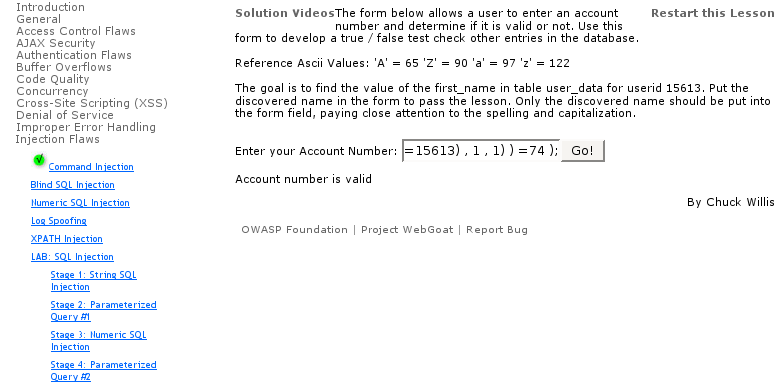 Introduction
General
Access Control Flaws
AJAX Security
Authentication Flaws
Buffer Overflows
Code Quality
Concurrency
Cross-Site Scripting (XSS)
Denial of Service
Improper Error Handling
Injection Flaws
Command Injection
Blind SQL Injection
Numeric SQL Injection
Log Spoofing
XPATH Injection
LAB: SQL Injection
Stage 1: String SQL
Injection
Stage 2: Parameterized
Query #1
Stage 3: Numeric SQL
Injection
Stage 4: Parameterized
Query #2
Solution Videos The form below allows a user to enter an account Restart this Lesson
number and determine if it is valid or not. Use this
form to develop a true / false test check other entries in the database.
Reference Ascii Values: 'A' = 65 'Z' = 90 'a' = 97 'z' = 122
The goal is to find the value of the first_name in table user_data for userid 15613. Put the
discovered name in the form to pass the lesson. Only the discovered name should be put into
the form field, paying close attention to the spelling and capitalization.
Enter your Account Number: =15613) , 1 , 1) ) =74 ); Go!
Account number is valid
By Chuck Willis
OWASP Foundation | Project WebGoat | Report Bug